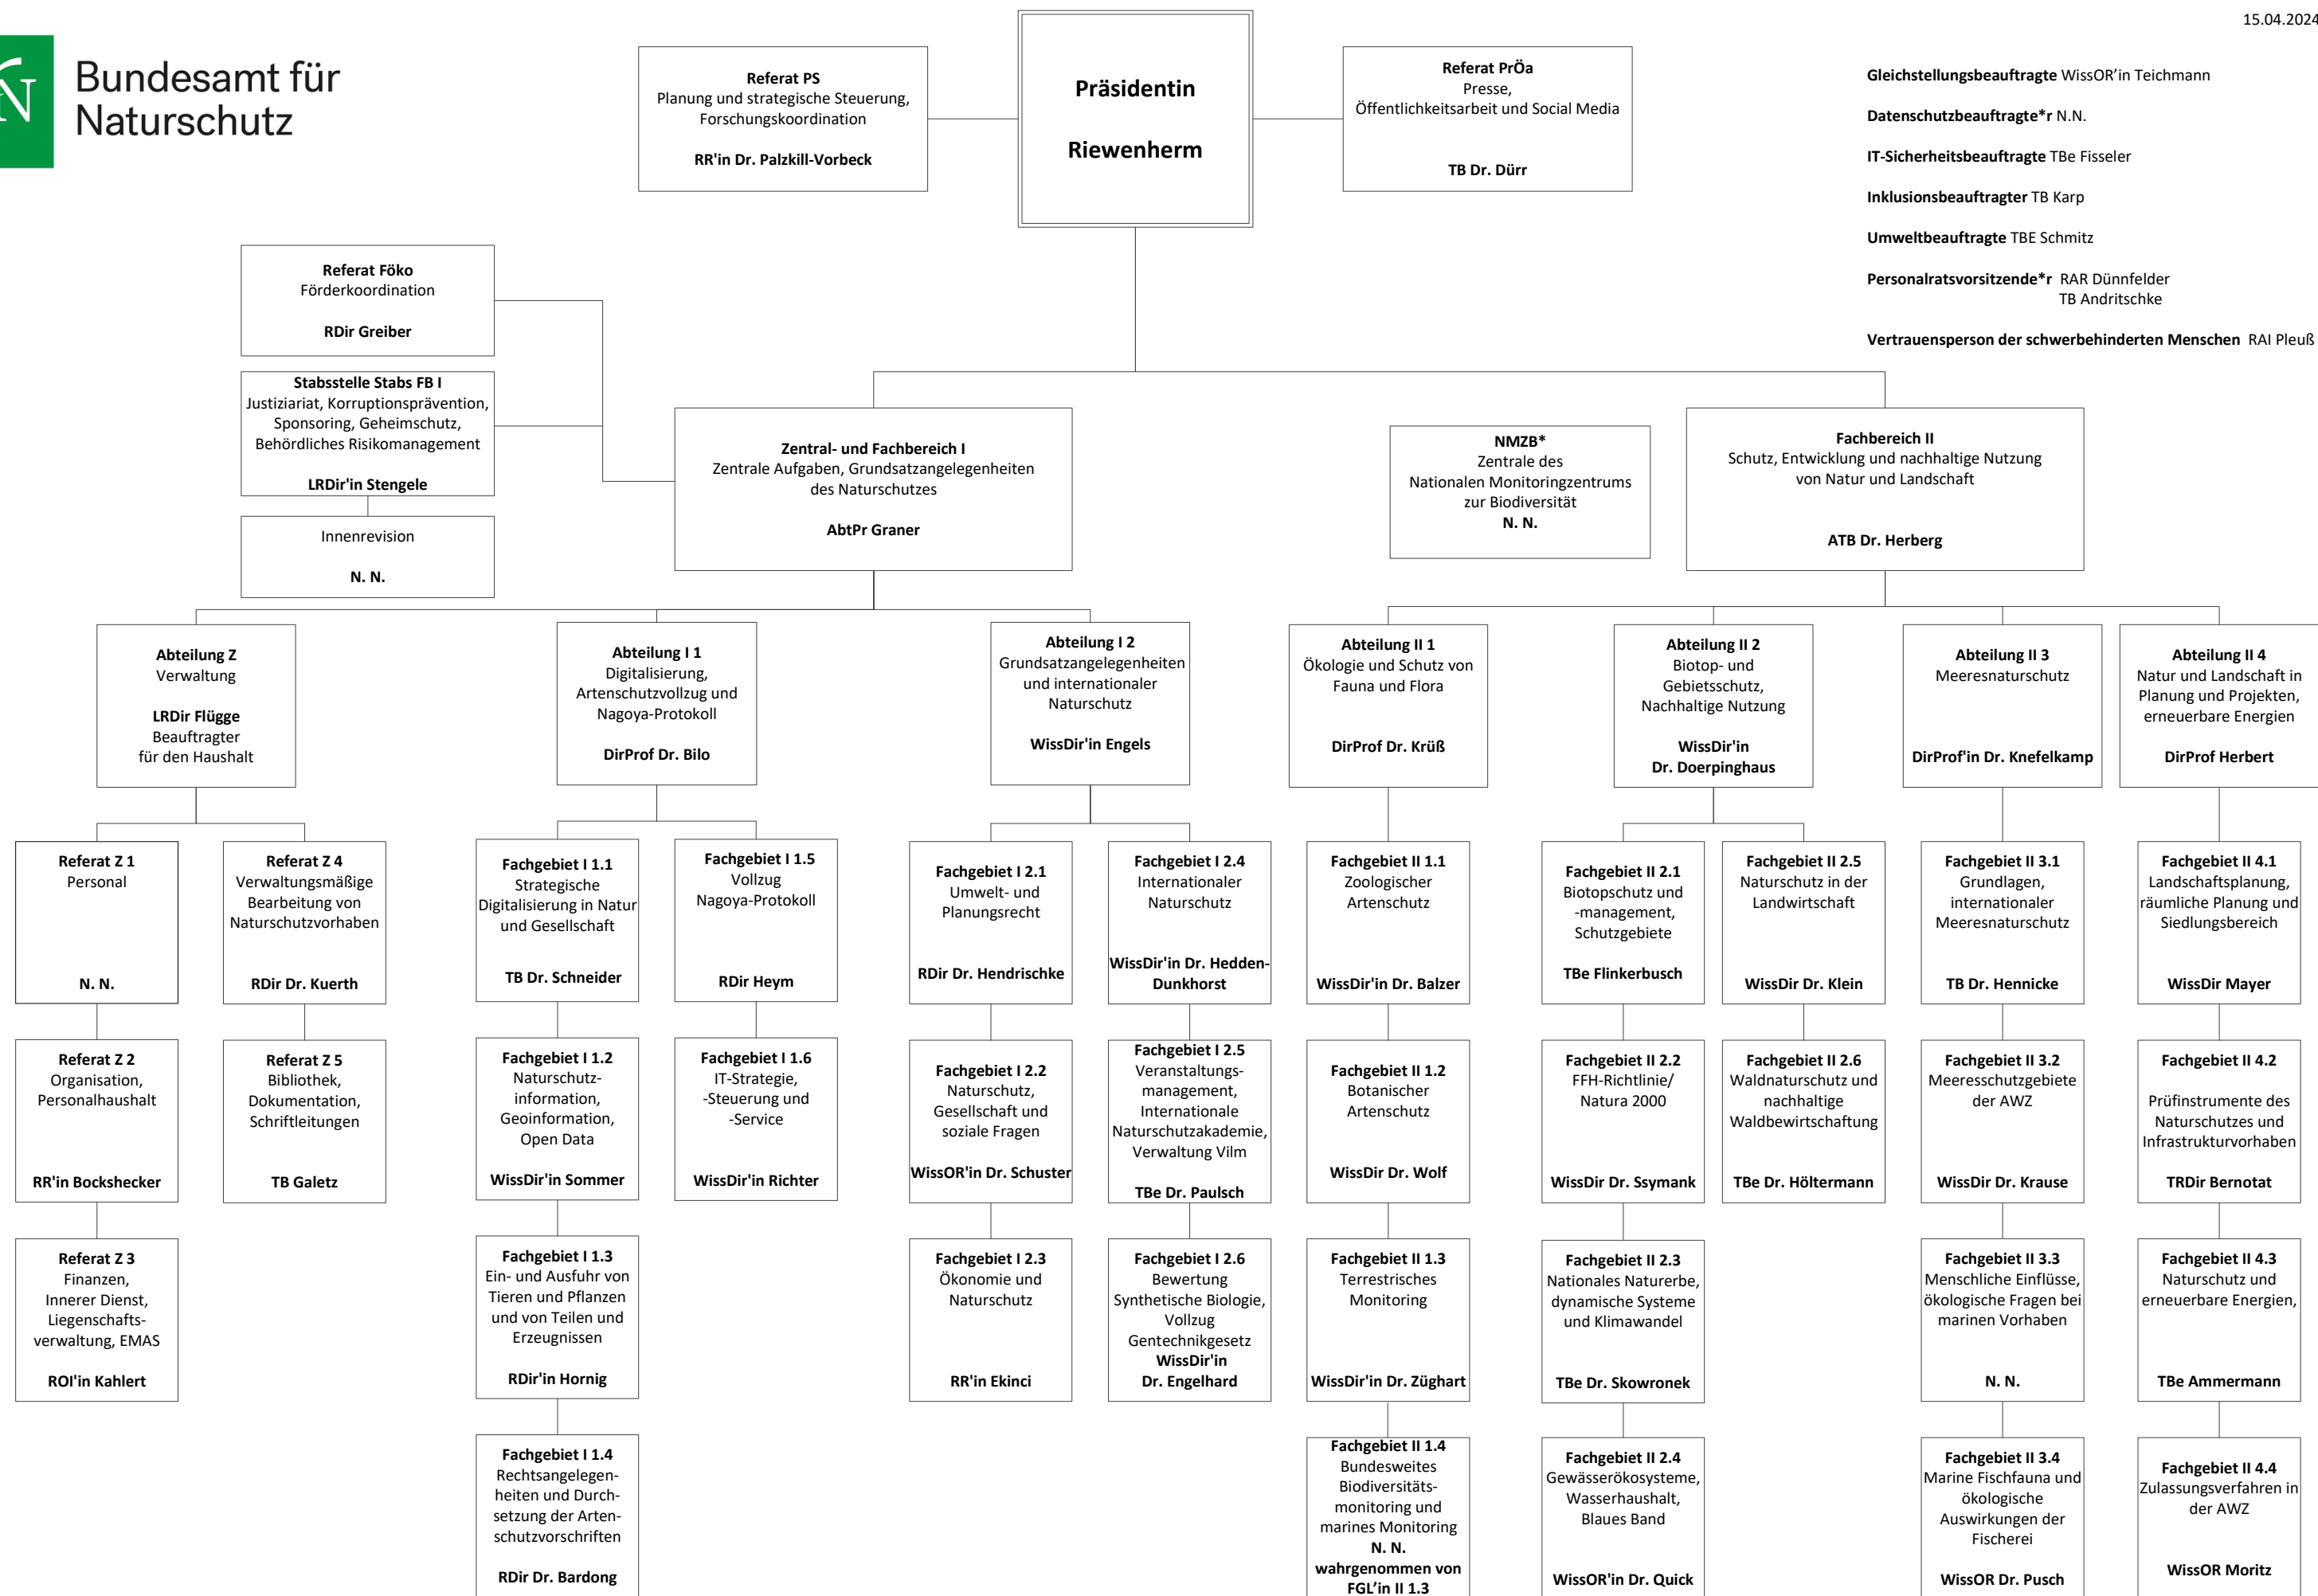 15.04.2024
N
Bundesamt für
Naturschutz
Referat PS
Planung und strategische Steuerung,
Forschungskoordination
RR'in Dr. Palzkill-Vorbeck
Präsidentin
Riewenherm
Referat PrÖa
Presse,
Öffentlichkeitsarbeit und Social Media
TB Dr. Dürr
Gleichstellungsbeauftragte WissOR'in Teichmann
Datenschutzbeauftragte*r N.N.
IT-Sicherheitsbeauftragte TBe Fisseler
Inklusionsbeauftragter TB Karp
Umweltbeauftragte TBE Schmitz
Personalratsvorsitzende*r RAR Dünnfelder
TB Andritschke
Vertrauensperson der schwerbehinderten Menschen RAI Pleuß
Referat Föko
Förderkoordination
RDir Greiber
Stabsstelle Stabs FB I
Justiziariat, Korruptionsprävention,
Sponsoring, Geheimschutz,
Behördliches Risikomanagement
LRDir'in Stengele
Innenrevision
N. N.
Zentral- und Fachbereich I
Zentrale Aufgaben, Grundsatzangelegenheiten
des Naturschutzes
AbtPr Graner
NMZB*
Zentrale des
Nationalen Monitoringzentrums
zur Biodiversität
N. N.
Fachbereich II
Schutz, Entwicklung und nachhaltige Nutzung
von Natur und Landschaft
ATB Dr. Herberg
Abteilung Z
Verwaltung
LRDir Flügge
Beauftragter
für den Haushalt
Abteilung I 1
Digitalisierung,
Artenschutzvollzug und
Nagoya-Protokoll
DirProf Dr. Bilo
Abteilung I 2
Grundsatzangelegenheiten
und internationaler
Naturschutz
WissDir'in Engels
Abteilung II 1
Ökologie und Schutz von
Fauna und Flora
DirProf Dr. Krüß
Abteilung II 2
Biotop- und
Gebietsschutz,
Nachhaltige Nutzung
WissDir'in
Dr. Doerpinghaus
Abteilung II 3
Meeresnaturschutz
DirProf'in Dr. Knefelkamp
Abteilung II 4
Natur und Landschaft in
Planung und Projekten,
erneuerbare Energien
DirProf Herbert
Referat Z 1
Personal
N. N.
Referat Z 4
Verwaltungsmäßige
Bearbeitung von
Naturschutzvorhaben
RDir Dr. Kuerth
Fachgebiet I 1.1
Strategische
Digitalisierung in Natur
und Gesellschaft
TB Dr. Schneider
Fachgebiet I 1.5
Vollzug
Nagoya-Protokoll
RDir Heym
Fachgebiet I 2.1
Umwelt- und
Planungsrecht
RDir Dr. Hendrischke
Fachgebiet I 2.4
Internationaler
Naturschutz
WissDir'in Dr. Hedden-
Dunkhorst
Fachgebiet II 1.1
Zoologischer
Artenschutz
WissDir'in Dr. Balzer
Fachgebiet II 2.1
Biotopschutz und
-management,
Schutzgebiete
TBe Flinkerbusch
Fachgebiet II 2.5
Naturschutz in der
Landwirtschaft
WissDir Dr. Klein
Fachgebiet II 3.1
Grundlagen,
internationaler
Meeresnaturschutz
TB Dr. Hennicke
Fachgebiet II 4.1
Landschaftsplanung,
räumliche Planung und
Siedlungsbereich
WissDir Mayer
Referat Z 2
Organisation,
Personalhaushalt
RR'in Bockshecker
Referat Z 5
Bibliothek,
Dokumentation,
Schriftleitungen
TB Galetz
Fachgebiet I 1.2
Naturschutz-
information,
Geoinformation,
Open Data
WissDir'in Sommer
Fachgebiet I 1.6
IT-Strategie,
-Steuerung und
-Service
WissDir'in Richter
Fachgebiet I 2.2
Naturschutz,
Gesellschaft und
soziale Fragen
WissOR'in Dr. Schuster
Fachgebiet I 2.5
Veranstaltungs-
management,
Internationale
Naturschutzakademie,
Verwaltung Vilm
TBe Dr. Paulsch
Fachgebiet II 1.2
Botanischer
Artenschutz
WissDir Dr. Wolf
Fachgebiet II 2.2
FFH-Richtlinie/
Natura 2000
WissDir Dr. Ssymank
Fachgebiet II 2.6
Waldnaturschutz und
nachhaltige
Waldbewirtschaftung
TBe Dr. Höltermann
Fachgebiet II 3.2
Meeresschutzgebiete
der AWZ
WissDir Dr. Krause
Fachgebiet II 4.2
Prüfinstrumente des
Naturschutzes und
Infrastrukturvorhaben
TRDir Bernotat
Referat Z 3
Finanzen,
Innerer Dienst,
Liegenschafts-
verwaltung, EMAS
ROI'in Kahlert
Fachgebiet I 1.3
Ein- und Ausfuhr von
Tieren und Pflanzen
und von Teilen und
Erzeugnissen
RDir'in Hornig
Fachgebiet I 2.3
Ökonomie und
Naturschutz
RR'in Ekinci
Fachgebiet I 2.6
Bewertung
Synthetische Biologie,
Vollzug
Gentechnikgesetz
WissDir'in
Dr. Engelhard
Fachgebiet II 1.3
Terrestrisches
Monitoring
WissDir'in Dr. Züghart
Fachgebiet II 2.3
Nationales Naturerbe,
dynamische Systeme
und Klimawandel
TBe Dr. Skowronek
Fachgebiet II 3.3
Menschliche Einflüsse,
ökologische Fragen bei
marinen Vorhaben
N. N.
Fachgebiet II 4.3
Naturschutz und
erneuerbare Energien,
TBe Ammermann
Fachgebiet I 1.4
Rechtsangelegen-
heiten und Durch-
setzung der Arten-
schutzvorschriften
RDir Dr. Bardong
Fachgebiet II 1.4
Bundesweites
Biodiversitäts-
monitoring und
marines Monitoring
N. N.
wahrgenommen von
FGL'in II 1.3
Fachgebiet II 2.4
Gewässerökosysteme,
Wasserhaushalt,
Blaues Band
WissOR'in Dr. Quick
Fachgebiet II 3.4
Marine Fischfauna und
ökologische
Auswirkungen der
Fischerei
WissOR Dr. Pusch
Fachgebiet II 4.4
Zulassungsverfahren in
der AWZ
WissOR Moritz